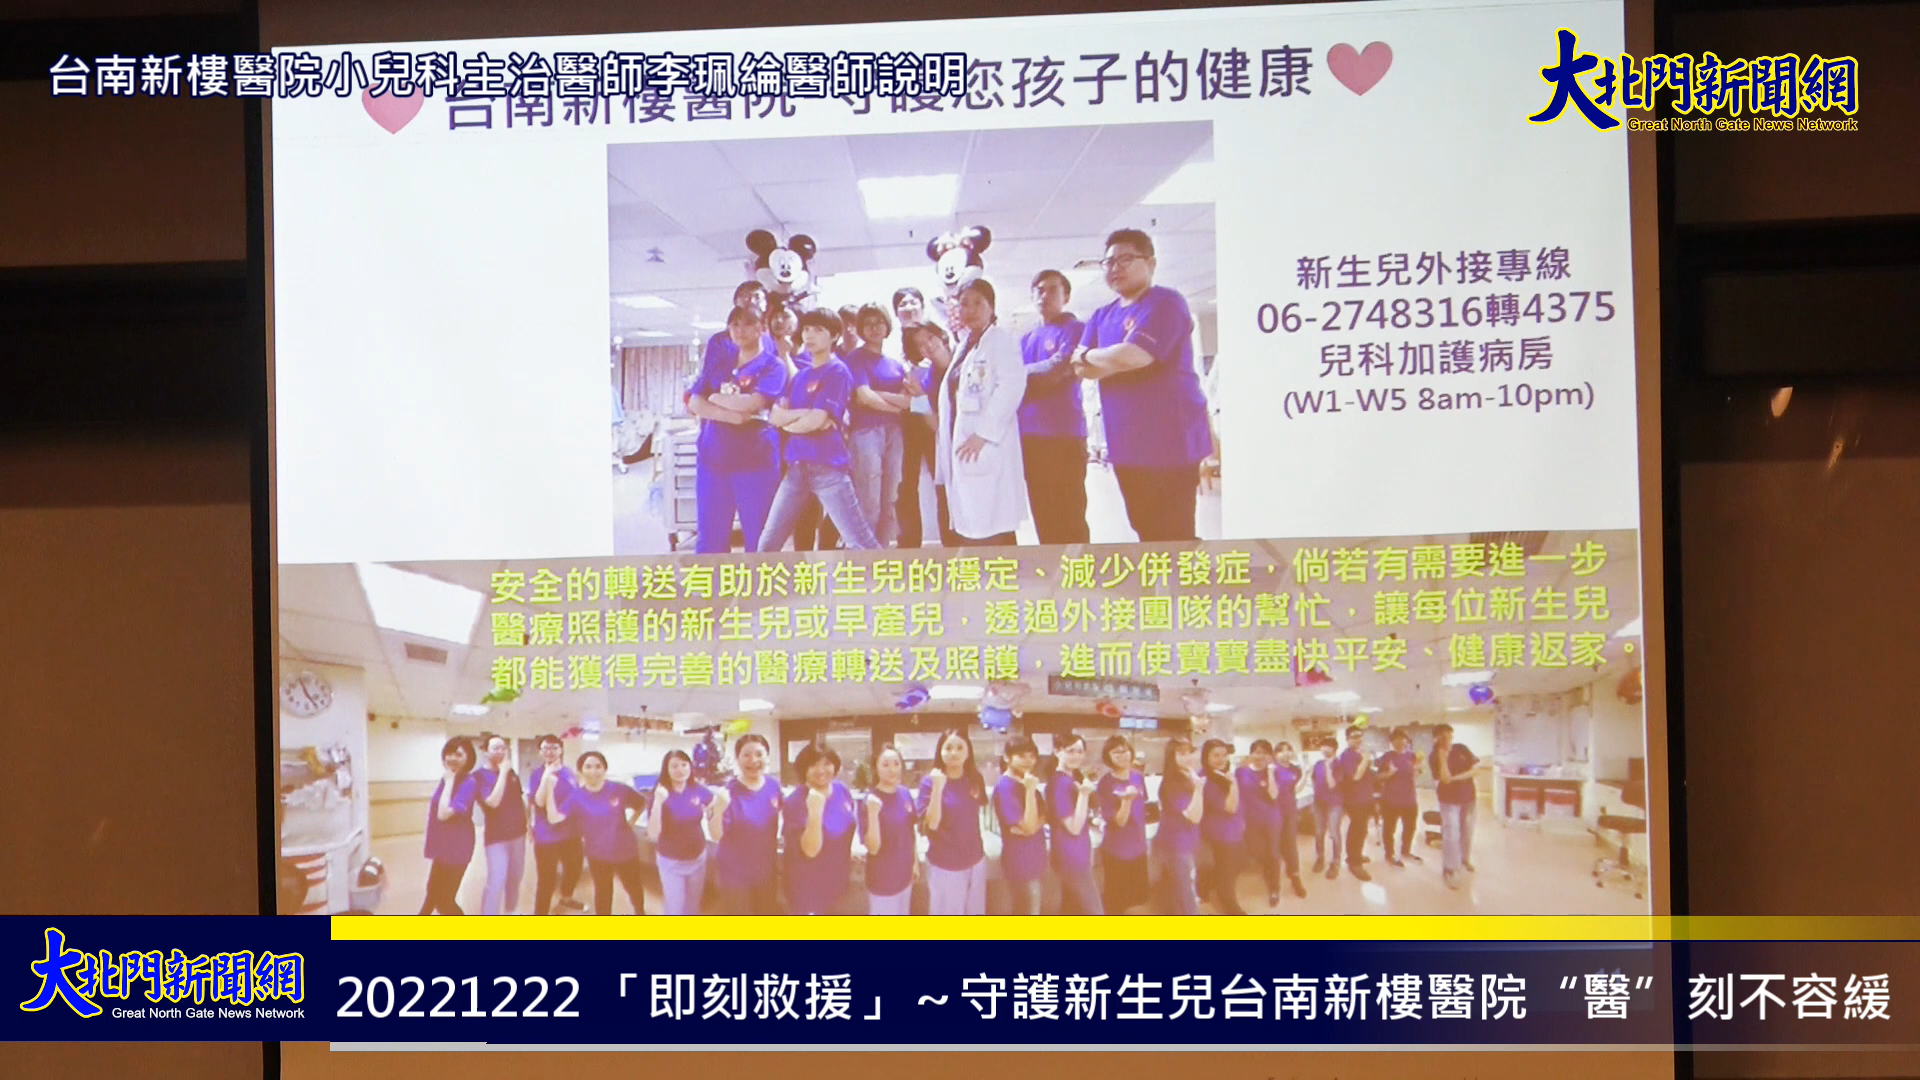 台南新樓醫院小兒科主治醫師李珮綸醫師說明
台南新樓醫院 守護您孩子的健康
大北門新聞網
Great North Gate News Network
新生兒外接專線
06-2748316轉4375
兒科加護病房
(W1-W5 8am-10pm)
安全的轉送有助於新生兒的穩定、減少併發症，倘若有需要進一步
醫療照護的新生兒或早產兒，透過外接團隊的幫忙，讓每位新生兒
都能獲得完善的醫療轉送及照護，進而使寶寶盡快平安、健康返家。
大北門新聞網
Great North Gate News Network
20221222「即刻救援」~守護新生兒台南新樓醫院“醫”刻不容緩